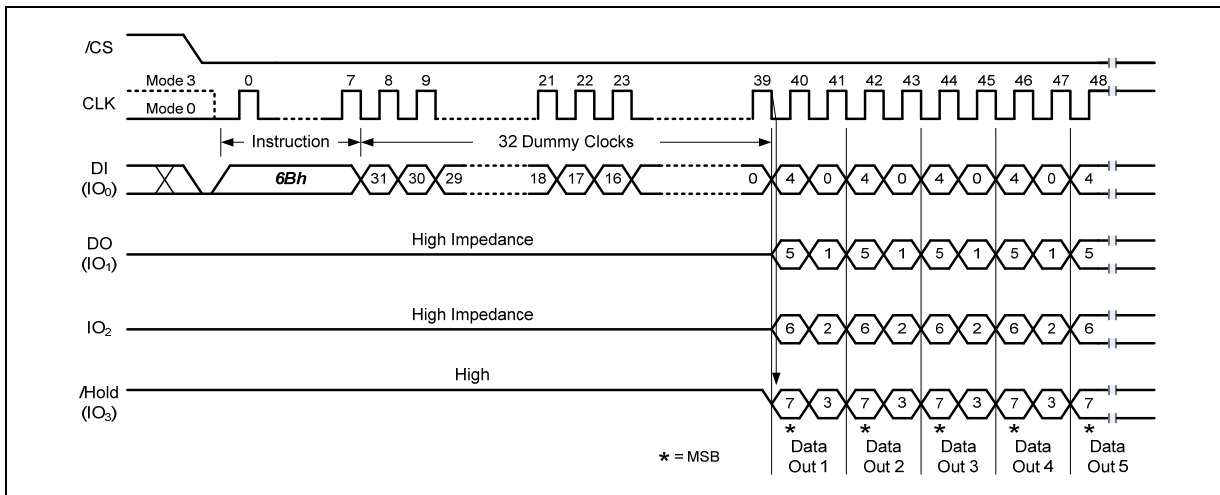 /CS
Mode 3 0 7 8 9 21 22 23 39 40 41 42 43 44 45 46 47 48
CLK
Mode 0
Instruction 32 Dummy Clocks
DI
(IO0) 6Bh 31 30 29 18 17 16 0 4 0 4 0 4 0 4 0 4
High Impedance
DO
(IO1) 5 1 5 1 5 1 5 1 5
High Impedance
IO2 6 2 6 2 6 2 6 2 6
High
/Hold
(IO3) 7 3 7 3 7 3 7 3 7
* * * * *
* = MSB
Data Out 1 Data Out 2 Data Out 3 Data Out 4 Data Out 5